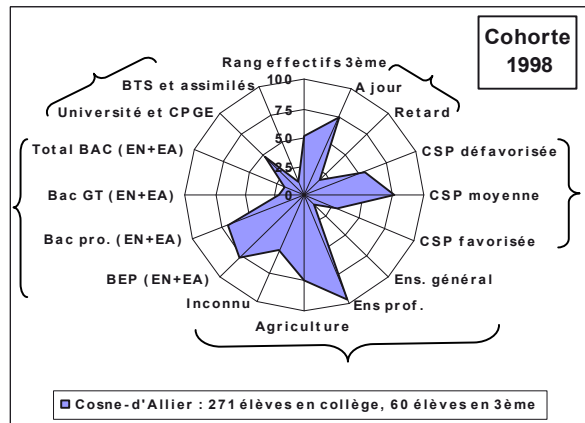 Cohorte
1998
Rang effectifs 3ème
A jour
Retard
CSP défavorisée
CSP moyenne
CSP favorisée
Ens. général
Ens prof.
Agriculture
Inconnu
BEP (EN+EA)
Bac pro. (EN+EA)
Bac GT (EN+EA)
Total BAC (EN+EA)
Université et CPGE
BTS et assimilés
100
75
50
25
0
Cosne-d'Allier : 271 élèves en collège, 60 élèves en 3ème